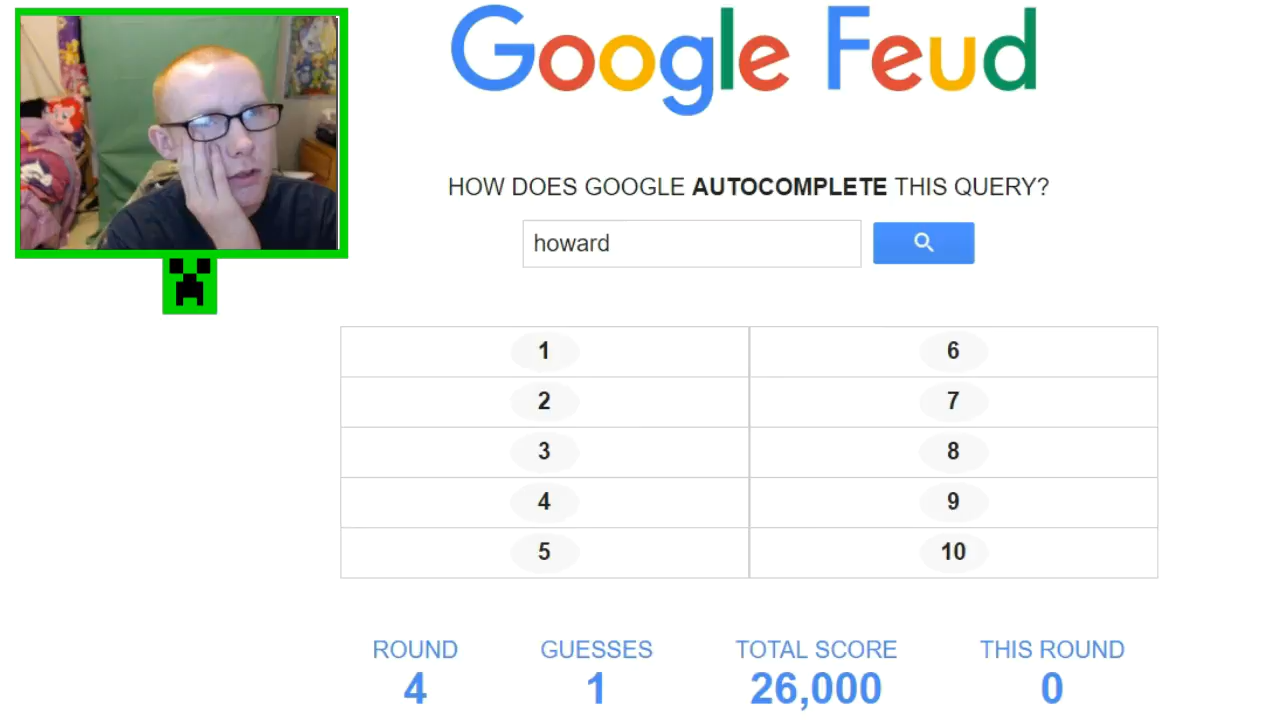 Google Feud
HOW DOES GOOGLE AUTOCOMPLETE THIS QUERY?
howard
1 6
2 7
3 8
4 9
5 10
ROUND GUESSES TOTAL SCORE THIS ROUND
4 1 26,000 0